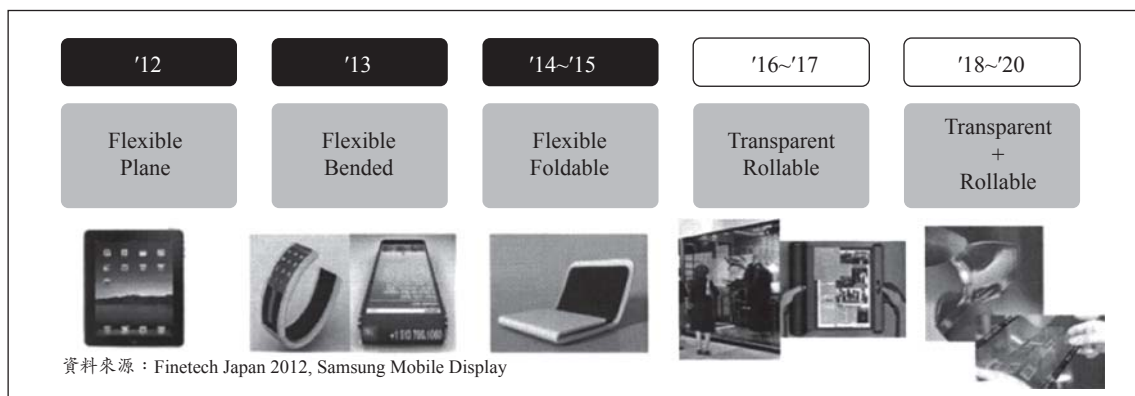 '12
'13
'14~'15
'16~'17
'18~'20
Flexible
Plane
Flexible
Bended
Flexible
Foldable
Transparent
Rollable
Transparent
+
Rollable
資料來源：Finetech Japan 2012, Samsung Mobile Display